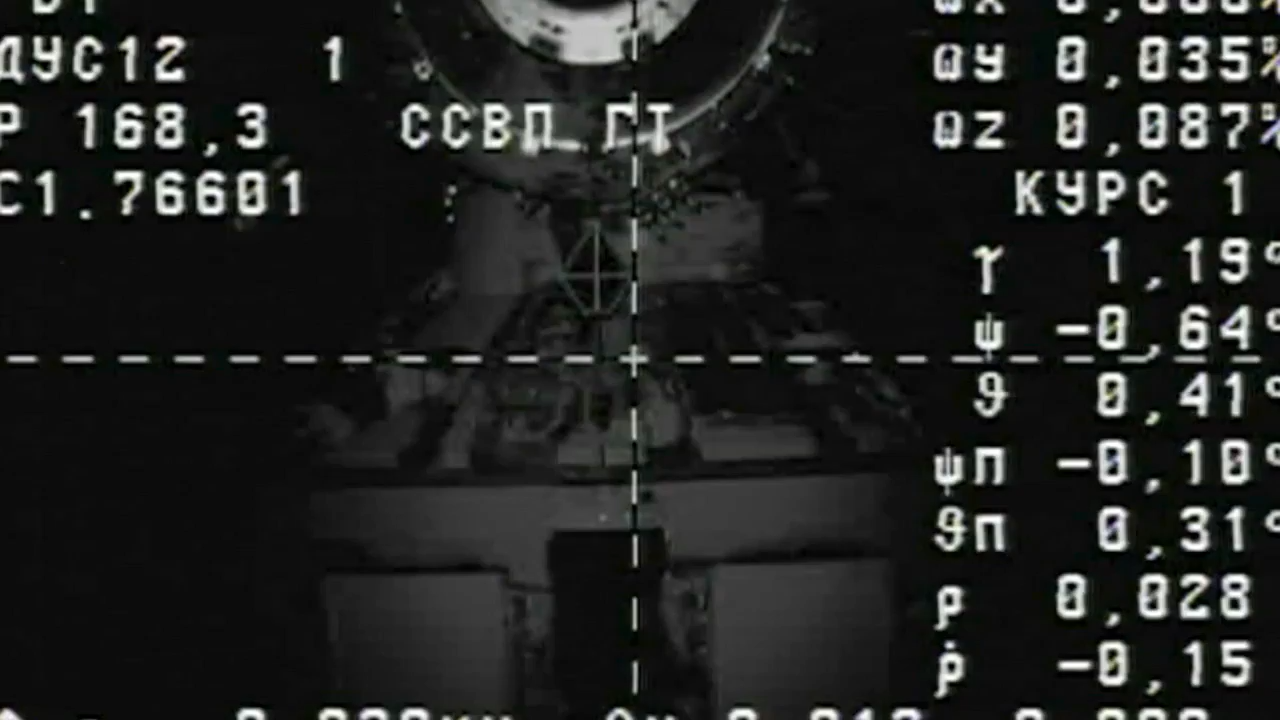 ДУС12 1 ωy 0,035%
P 168,3 ССВП ГТ ωz 0,087%
С1.76601 КУРС 1
γ 1,19°
ψ -0,64°
ϑ 0,41°
ψП -0,10°
ϑП 0,31°
ρ 0,028
ρ̇ -0,15